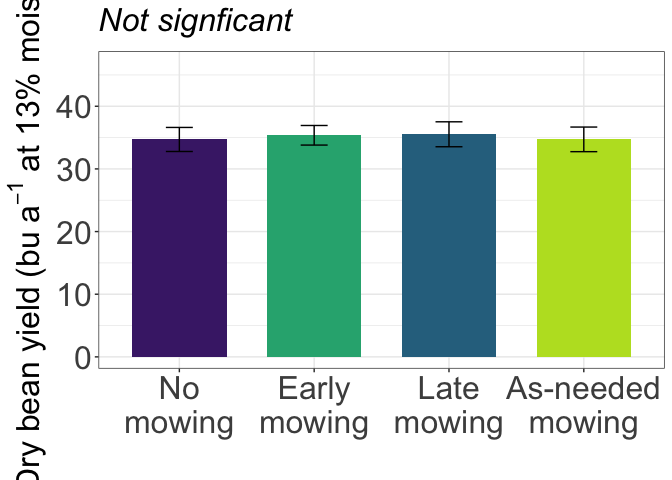 Not signficant
Dry bean yield (bu a⁻¹ at 13% mois
40
30
20
10
0
No
mowing
Early
mowing
Late
mowing
As-needed
mowing